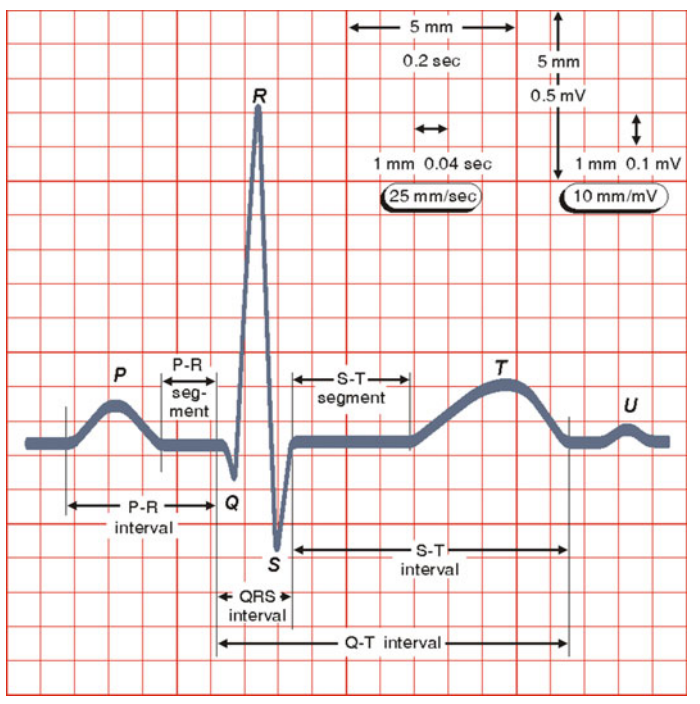 5 mm
0.2 sec
5 mm
0.5 mV
1 mm 0.04 sec
1 mm 0.1 mV
25 mm/sec
10 mm/mV
R
P
P-R
seg-
ment
S-T
segment
T
U
Q
P-R
interval
S
S-T
interval
QRS
interval
Q-T interval